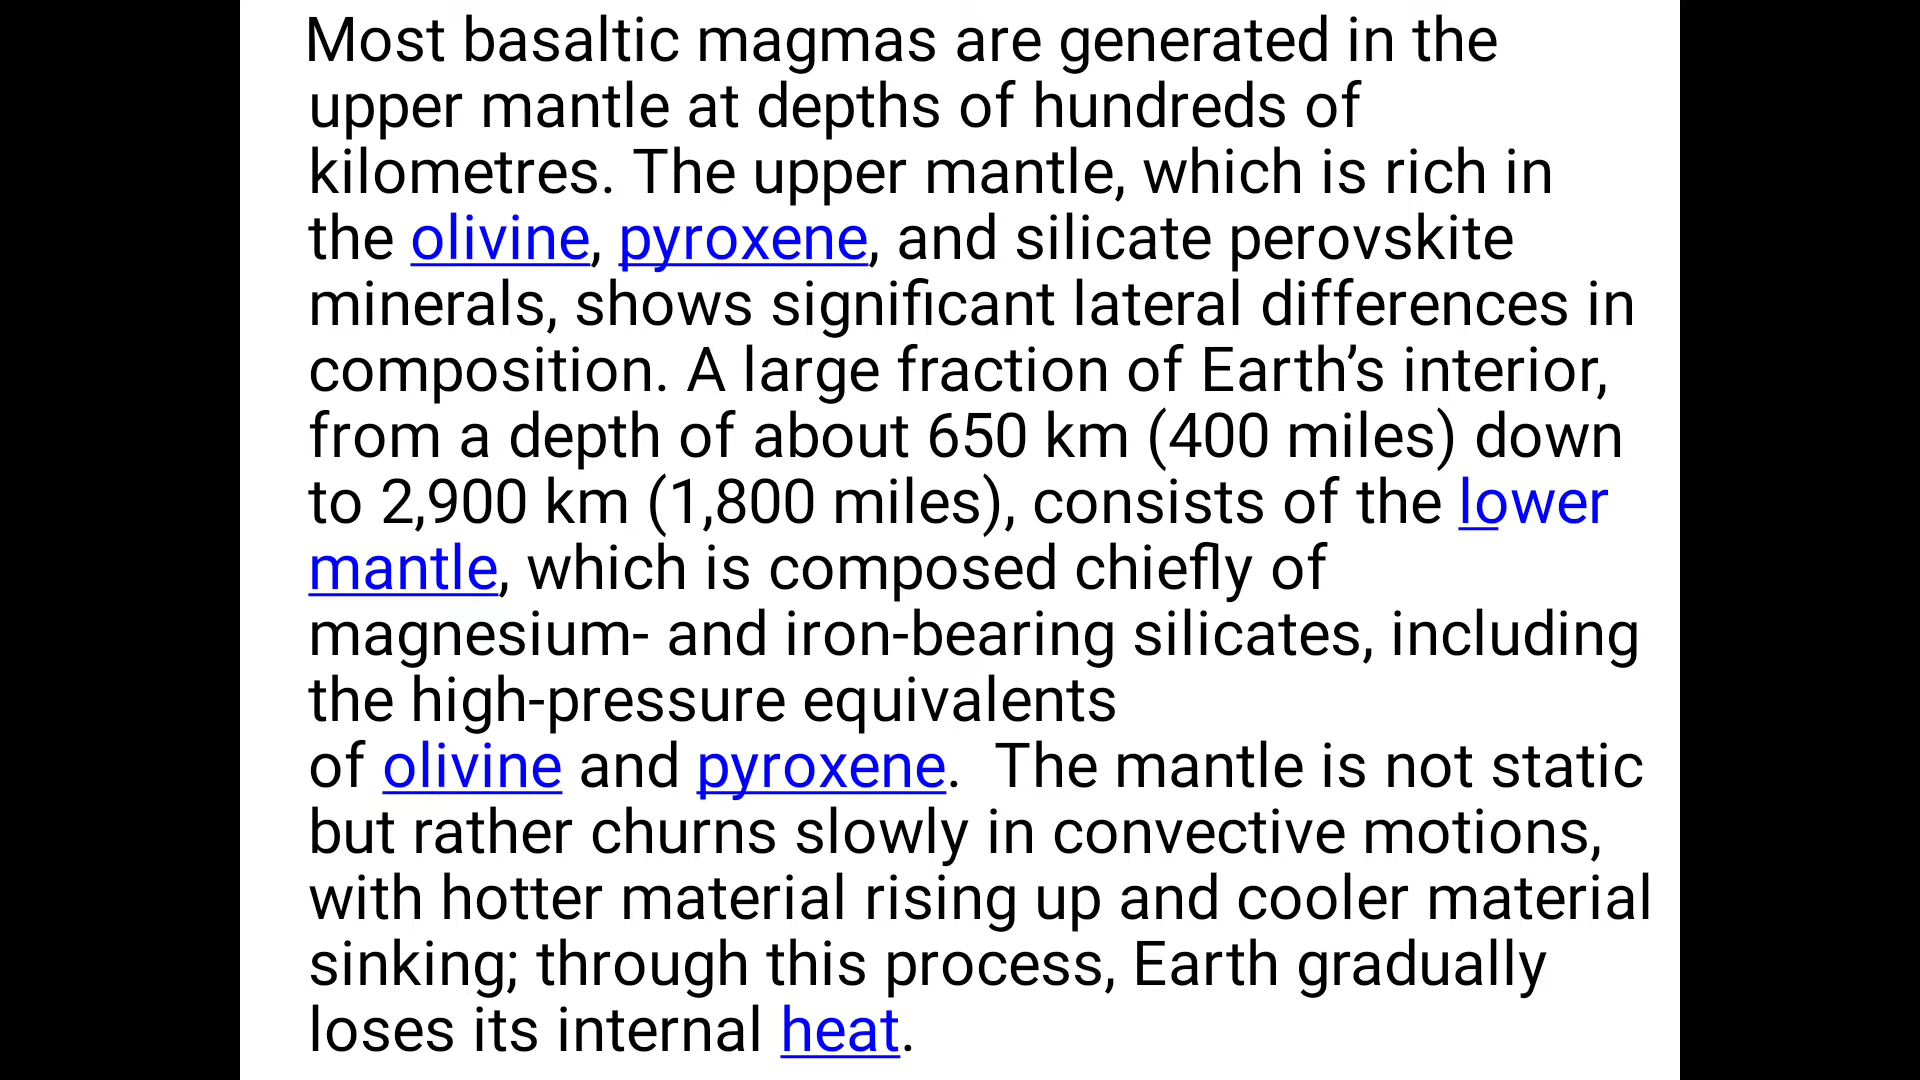 Most basaltic magmas are generated in the
upper mantle at depths of hundreds of
kilometres. The upper mantle, which is rich in
the olivine, pyroxene, and silicate perovskite
minerals, shows significant lateral differences in
composition. A large fraction of Earth’s interior,
from a depth of about 650 km (400 miles) down
to 2,900 km (1,800 miles), consists of the lower
mantle, which is composed chiefly of
magnesium- and iron-bearing silicates, including
the high-pressure equivalents
of olivine and pyroxene.  The mantle is not static
but rather churns slowly in convective motions,
with hotter material rising up and cooler material
sinking; through this process, Earth gradually
loses its internal heat.